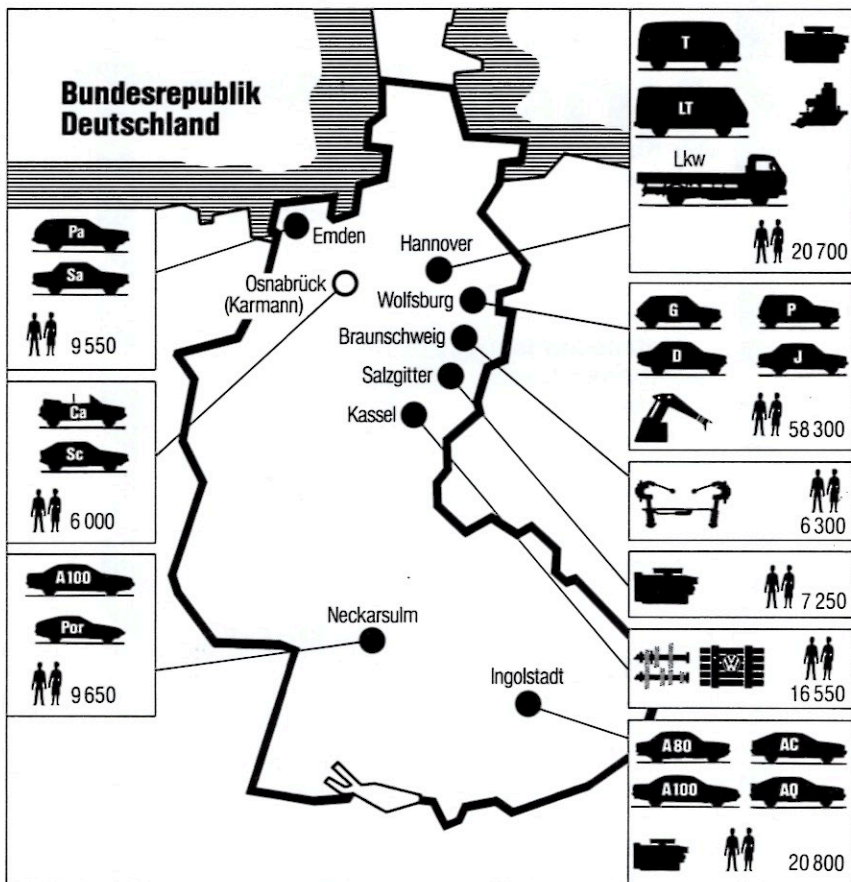 Bundesrepublik
Deutschland
Pa
Sa
9 550
Ca
Sc
6 000
A100
Por
9 650
Emden
Osnabrück
(Karmann)
Hannover
Wolfsburg
Braunschweig
Salzgitter
Kassel
Neckarsulm
Ingolstadt
T
LT
Lkw
20 700
G
P
D
J
58 300
6 300
7 250
VW
16 550
A80
AC
A100
AQ
20 800